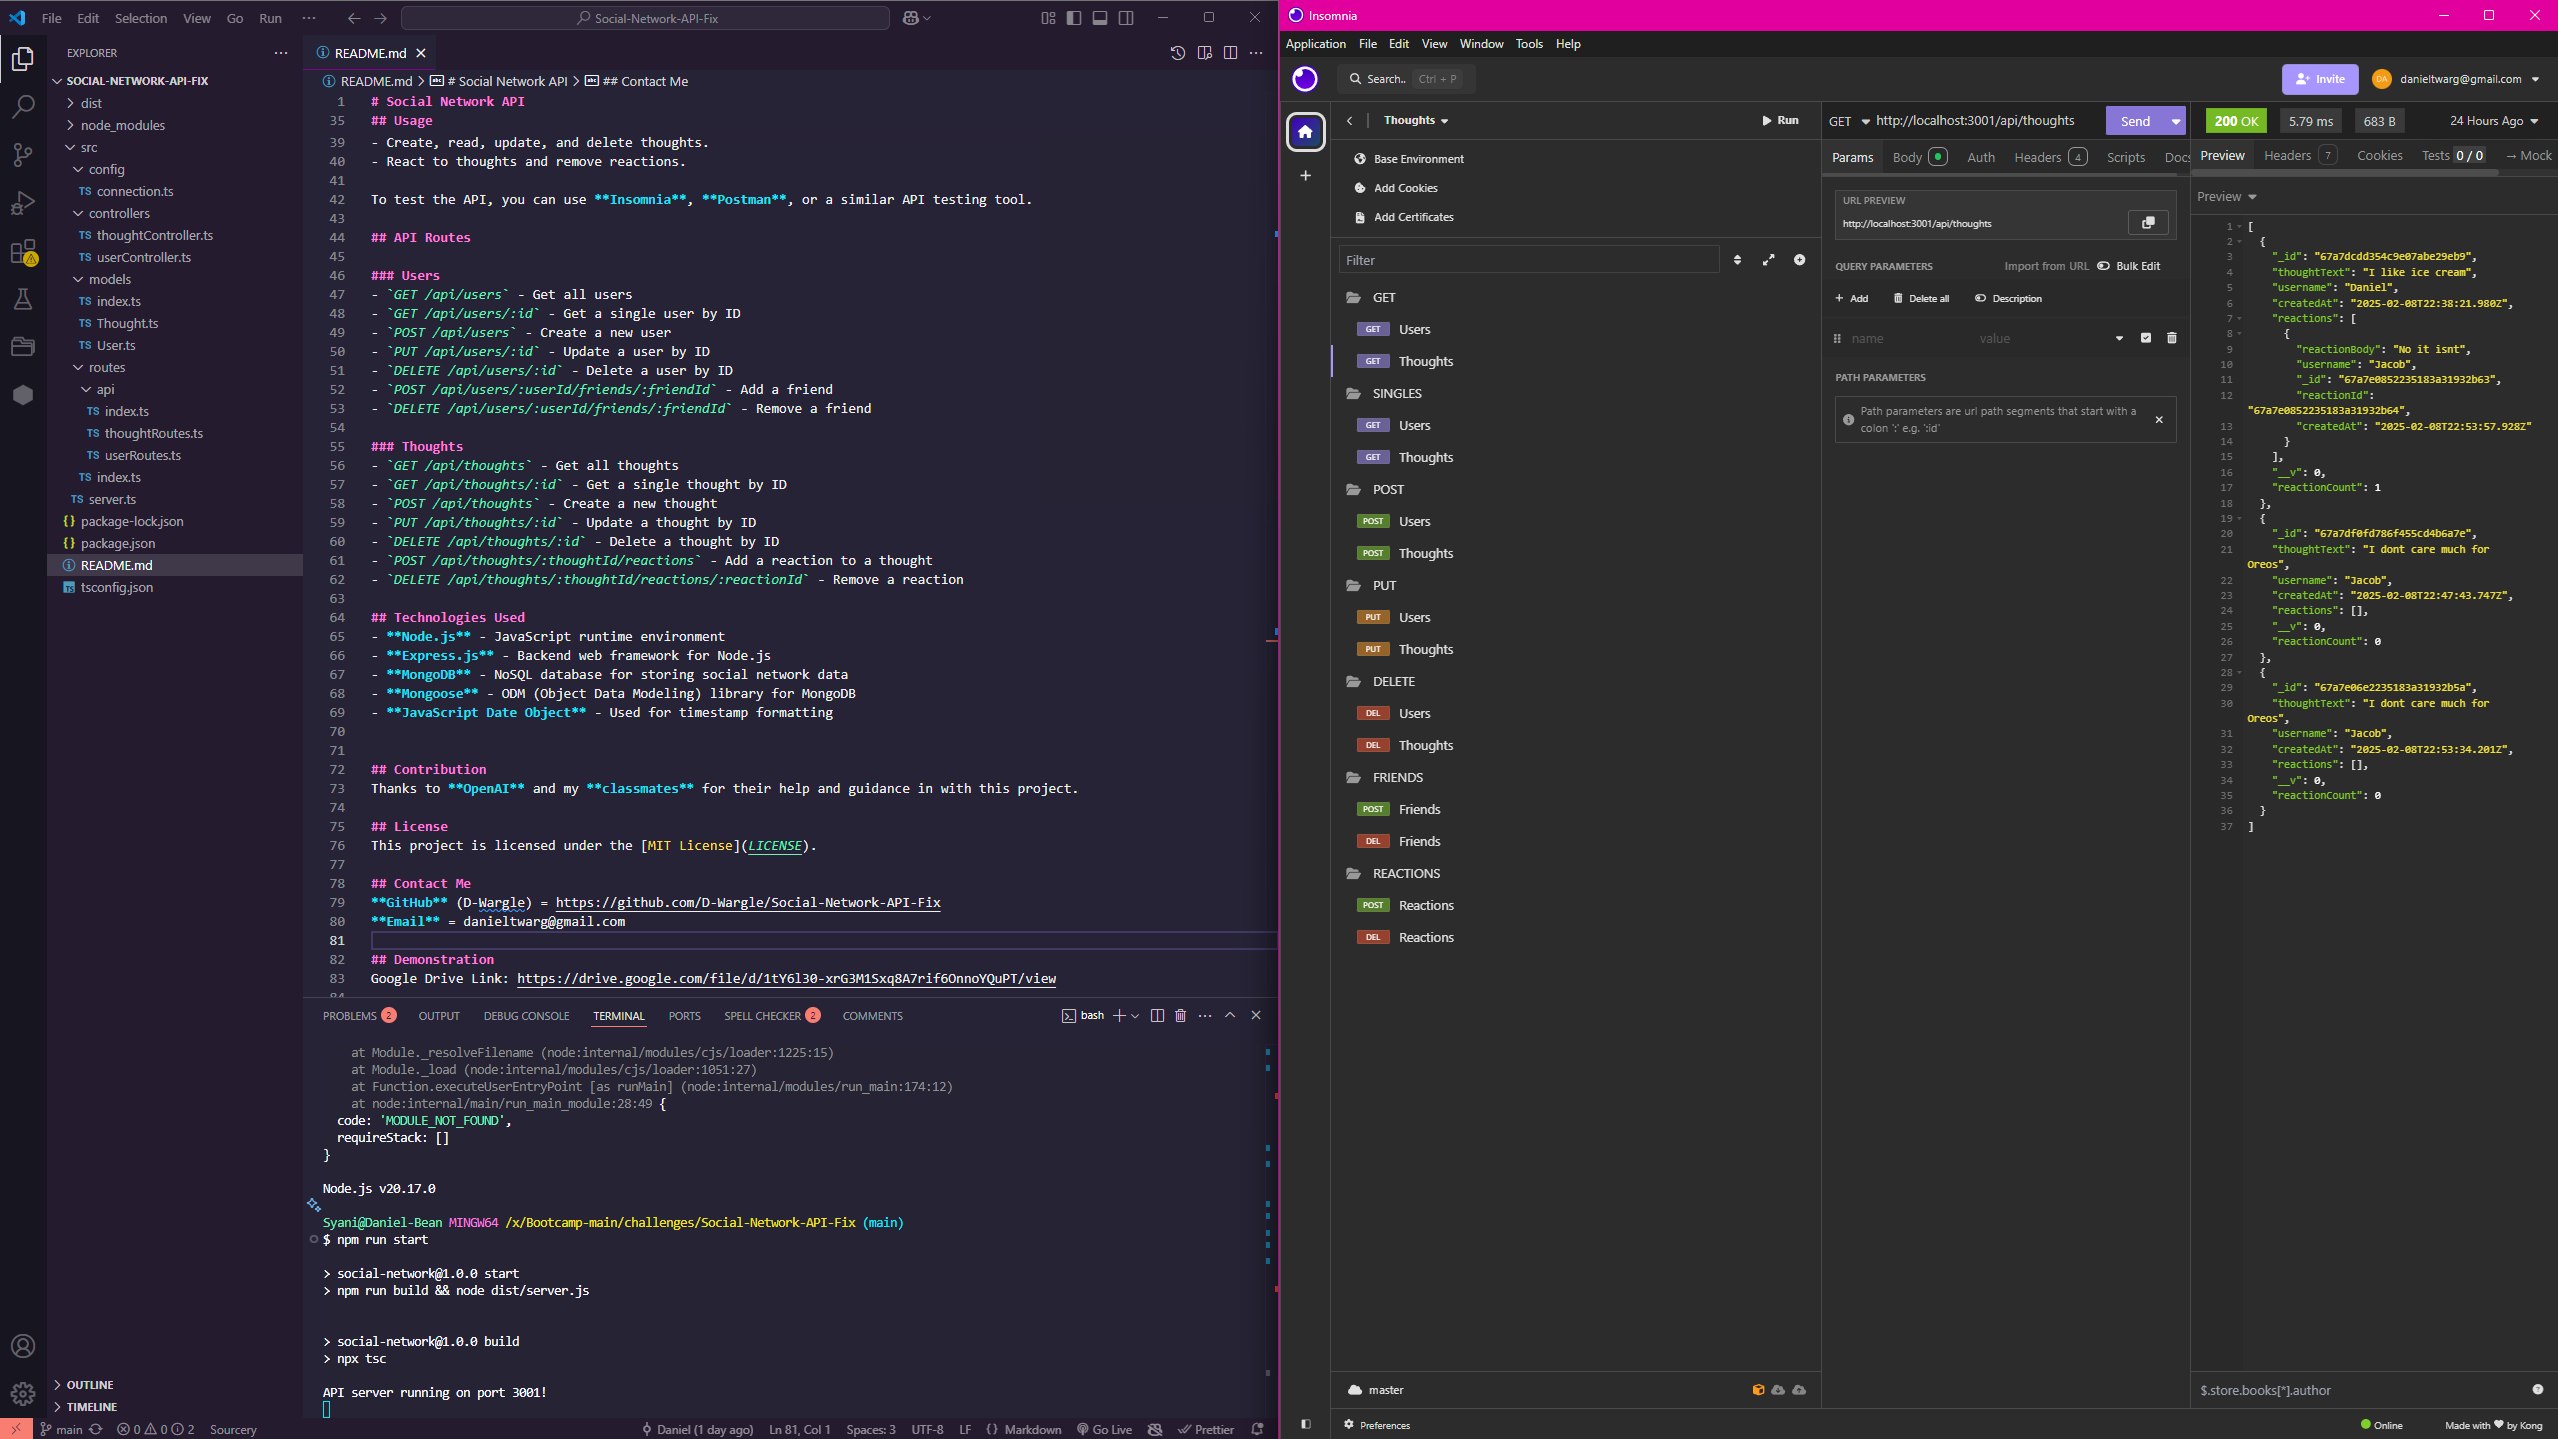 File Edit Selection View Go Run ··· Social-Network-API-Fix
EXPLORER ···
SOCIAL-NETWORK-API-FIX
dist
node_modules
src
config
TS connection.ts
controllers
TS thoughtController.ts
TS userController.ts
models
TS index.ts
TS Thought.ts
TS User.ts
routes
api
TS index.ts
TS thoughtRoutes.ts
TS userRoutes.ts
TS index.ts
TS server.ts
{} package-lock.json
{} package.json
README.md
tsconfig.json
OUTLINE
TIMELINE
README.md
README.md > # Social Network API > ## Contact Me
1 # Social Network API
35 ## Usage
39 - Create, read, update, and delete thoughts.
40 - React to thoughts and remove reactions.
41
42 To test the API, you can use **Insomnia**, **Postman**, or a similar API testing tool.
43
44 ## API Routes
45
46 ### Users
47 - `GET /api/users` - Get all users
48 - `GET /api/users/:id` - Get a single user by ID
49 - `POST /api/users` - Create a new user
50 - `PUT /api/users/:id` - Update a user by ID
51 - `DELETE /api/users/:id` - Delete a user by ID
52 - `POST /api/users/:userId/friends/:friendId` - Add a friend
53 - `DELETE /api/users/:userId/friends/:friendId` - Remove a friend
54
55 ### Thoughts
56 - `GET /api/thoughts` - Get all thoughts
57 - `GET /api/thoughts/:id` - Get a single thought by ID
58 - `POST /api/thoughts` - Create a new thought
59 - `PUT /api/thoughts/:id` - Update a thought by ID
60 - `DELETE /api/thoughts/:id` - Delete a thought by ID
61 - `POST /api/thoughts/:thoughtId/reactions` - Add a reaction to a thought
62 - `DELETE /api/thoughts/:thoughtId/reactions/:reactionId` - Remove a reaction
63
64 ## Technologies Used
65 - **Node.js** - JavaScript runtime environment
66 - **Express.js** - Backend web framework for Node.js
67 - **MongoDB** - NoSQL database for storing social network data
68 - **Mongoose** - ODM (Object Data Modeling) library for MongoDB
69 - **JavaScript Date Object** - Used for timestamp formatting
70
71
72 ## Contribution
73 Thanks to **OpenAI** and my **classmates** for their help and guidance in with this project.
74
75 ## License
76 This project is licensed under the [MIT License](LICENSE).
77
78 ## Contact Me
79 **GitHub** (D-Wargle) = https://github.com/D-Wargle/Social-Network-API-Fix
80 **Email** = danieltwarg@gmail.com
81
82 ## Demonstration
83 Google Drive Link: https://drive.google.com/file/d/1tY6l30-xrG3M1Sxq8A7rif6OnnoYQuPT/view
84
PROBLEMS 2 OUTPUT DEBUG CONSOLE TERMINAL PORTS SPELL CHECKER 2 COMMENTS bash
at Module._resolveFilename (node:internal/modules/cjs/loader:1225:15)
at Module._load (node:internal/modules/cjs/loader:1051:27)
at Function.executeUserEntryPoint [as runMain] (node:internal/modules/run_main:174:12)
at node:internal/main/run_main_module:28:49 {
code: 'MODULE_NOT_FOUND',
requireStack: []
}
Node.js v20.17.0
Syani@Daniel-Bean MINGW64 /x/Bootcamp-main/challenges/Social-Network-API-Fix (main)
$ npm run start
> social-network@1.0.0 start
> npm run build && node dist/server.js
> social-network@1.0.0 build
> npx tsc
API server running on port 3001!
main 0 0 2 Sourcery Daniel (1 day ago) Ln 81, Col 1 Spaces: 3 UTF-8 LF {} Markdown Go Live Prettier
Insomnia
Application File Edit View Window Tools Help
Search.. Ctrl + P Invite DA danieltwarg@gmail.com
Thoughts Run
Base Environment
Add Cookies
Add Certificates
Filter
GET
GET Users
GET Thoughts
SINGLES
GET Users
GET Thoughts
POST
POST Users
POST Thoughts
PUT
PUT Users
PUT Thoughts
DELETE
DEL Users
DEL Thoughts
FRIENDS
POST Friends
DEL Friends
REACTIONS
POST Reactions
DEL Reactions
master
Preferences
GET http://localhost:3001/api/thoughts Send
Params Body Auth Headers 4 Scripts Docs
URL PREVIEW
http://localhost:3001/api/thoughts
QUERY PARAMETERS Import from URL Bulk Edit
Add Delete all Description
name value
PATH PARAMETERS
Path parameters are url path segments that start with a
colon ':' e.g. ':id'
200 OK 5.79 ms 683 B 24 Hours Ago
Preview Headers 7 Cookies Tests 0 / 0 → Mock
Preview
1 [
2 {
3 "_id": "67a7dcdd354c9e07abe29eb9",
4 "thoughtText": "I like ice cream",
5 "username": "Daniel",
6 "createdAt": "2025-02-08T22:38:21.980Z",
7 "reactions": [
8 {
9 "reactionBody": "No it isnt",
10 "username": "Jacob",
11 "_id": "67a7e0852235183a31932b63",
12 "reactionId":
"67a7e0852235183a31932b64",
13 "createdAt": "2025-02-08T22:53:57.928Z"
14 }
15 ],
16 "__v": 0,
17 "reactionCount": 1
18 },
19 {
20 "_id": "67a7df0fd786f455cd4b6a7e",
21 "thoughtText": "I dont care much for
Oreos",
22 "username": "Jacob",
23 "createdAt": "2025-02-08T22:47:43.747Z",
24 "reactions": [],
25 "__v": 0,
26 "reactionCount": 0
27 },
28 {
29 "_id": "67a7e06e2235183a31932b5a",
30 "thoughtText": "I dont care much for
Oreos",
31 "username": "Jacob",
32 "createdAt": "2025-02-08T22:53:34.201Z",
33 "reactions": [],
34 "__v": 0,
35 "reactionCount": 0
36 }
37 ]
$.store.books[*].author
Online Made with ♥ by Kong